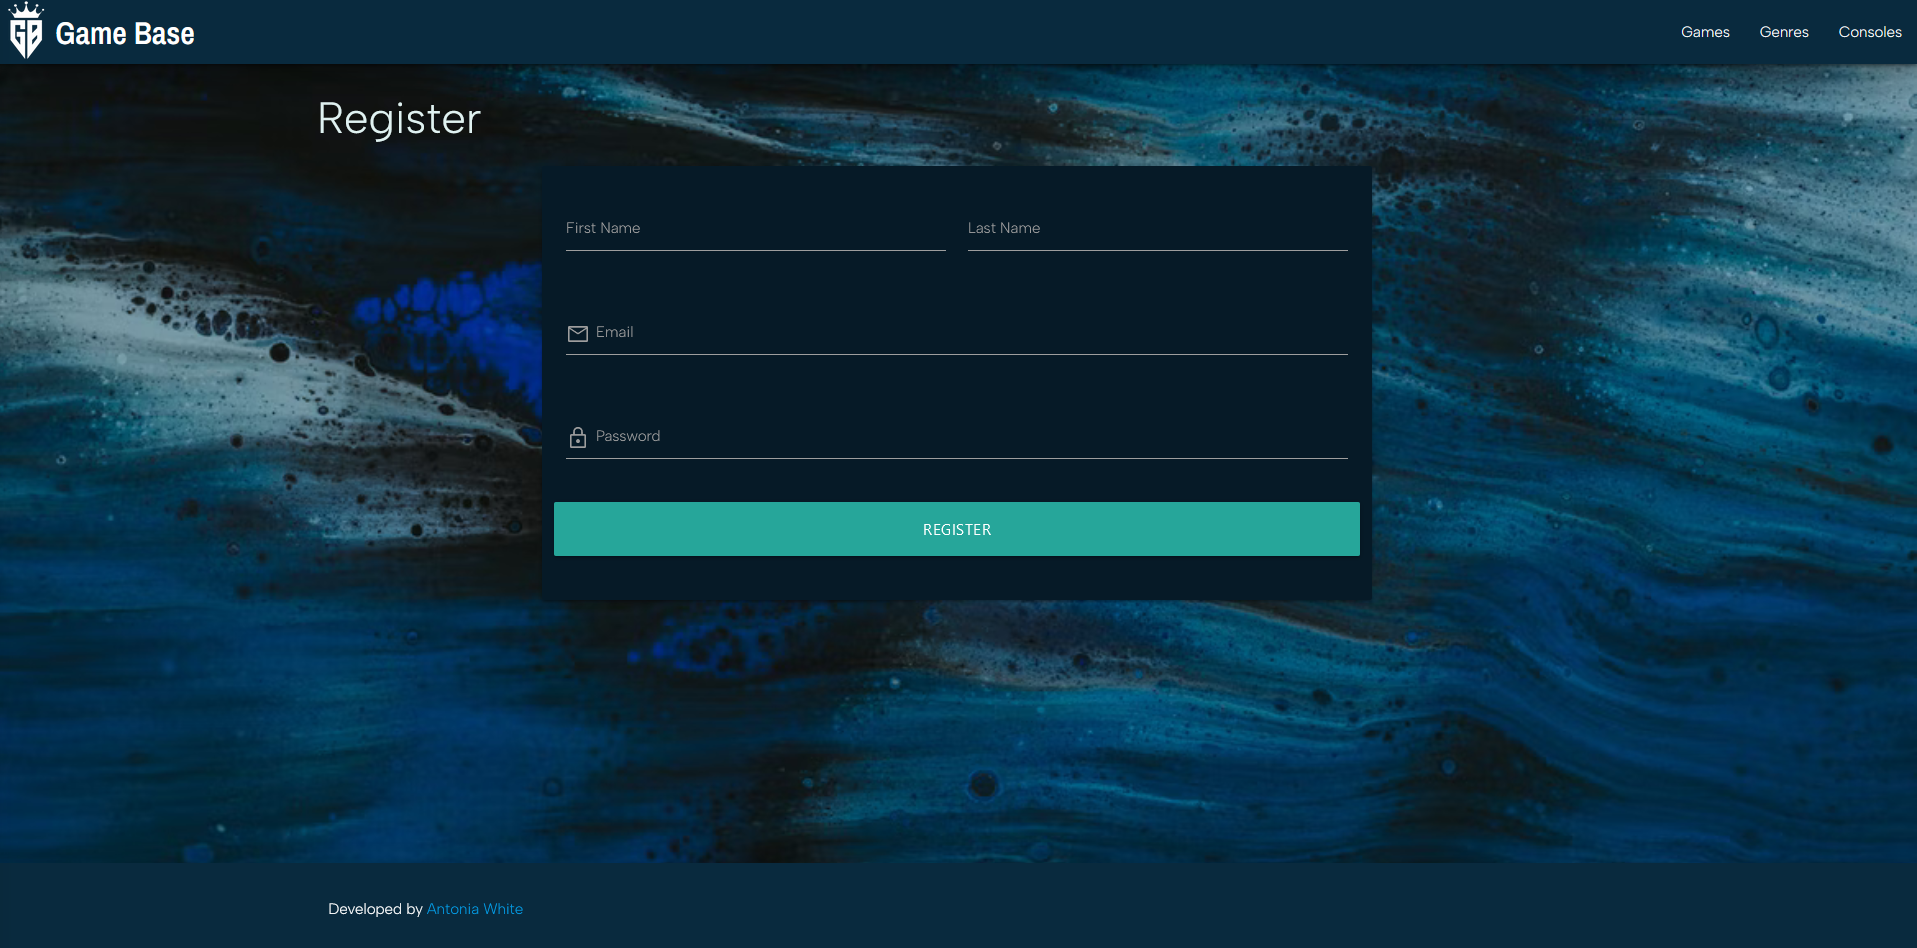 GB Game Base
Games Genres Consoles
Register
First Name Last Name
Email
Password
REGISTER
Developed by Antonia White